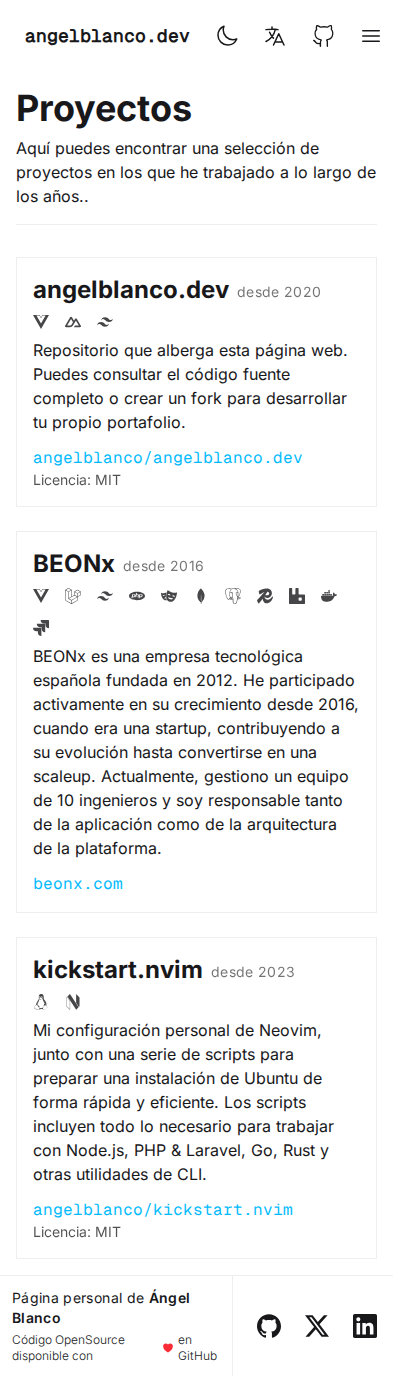 angelblanco.dev
Proyectos
Aquí puedes encontrar una selección de
proyectos en los que he trabajado a lo largo de
los años..
angelblanco.dev desde 2020
Repositorio que alberga esta página web.
Puedes consultar el código fuente
completo o crear un fork para desarrollar
tu propio portafolio.
angelblanco/angelblanco.dev
Licencia: MIT
BEONx desde 2016
php
BEONx es una empresa tecnológica
española fundada en 2012. He participado
activamente en su crecimiento desde 2016,
cuando era una startup, contribuyendo a
su evolución hasta convertirse en una
scaleup. Actualmente, gestiono un equipo
de 10 ingenieros y soy responsable tanto
de la aplicación como de la arquitectura
de la plataforma.
beonx.com
kickstart.nvim desde 2023
Mi configuración personal de Neovim,
junto con una serie de scripts para
preparar una instalación de Ubuntu de
forma rápida y eficiente. Los scripts
incluyen todo lo necesario para trabajar
con Node.js, PHP & Laravel, Go, Rust y
otras utilidades de CLI.
angelblanco/kickstart.nvim
Licencia: MIT
Página personal de Ángel
Blanco
Código OpenSource
disponible con
en
GitHub